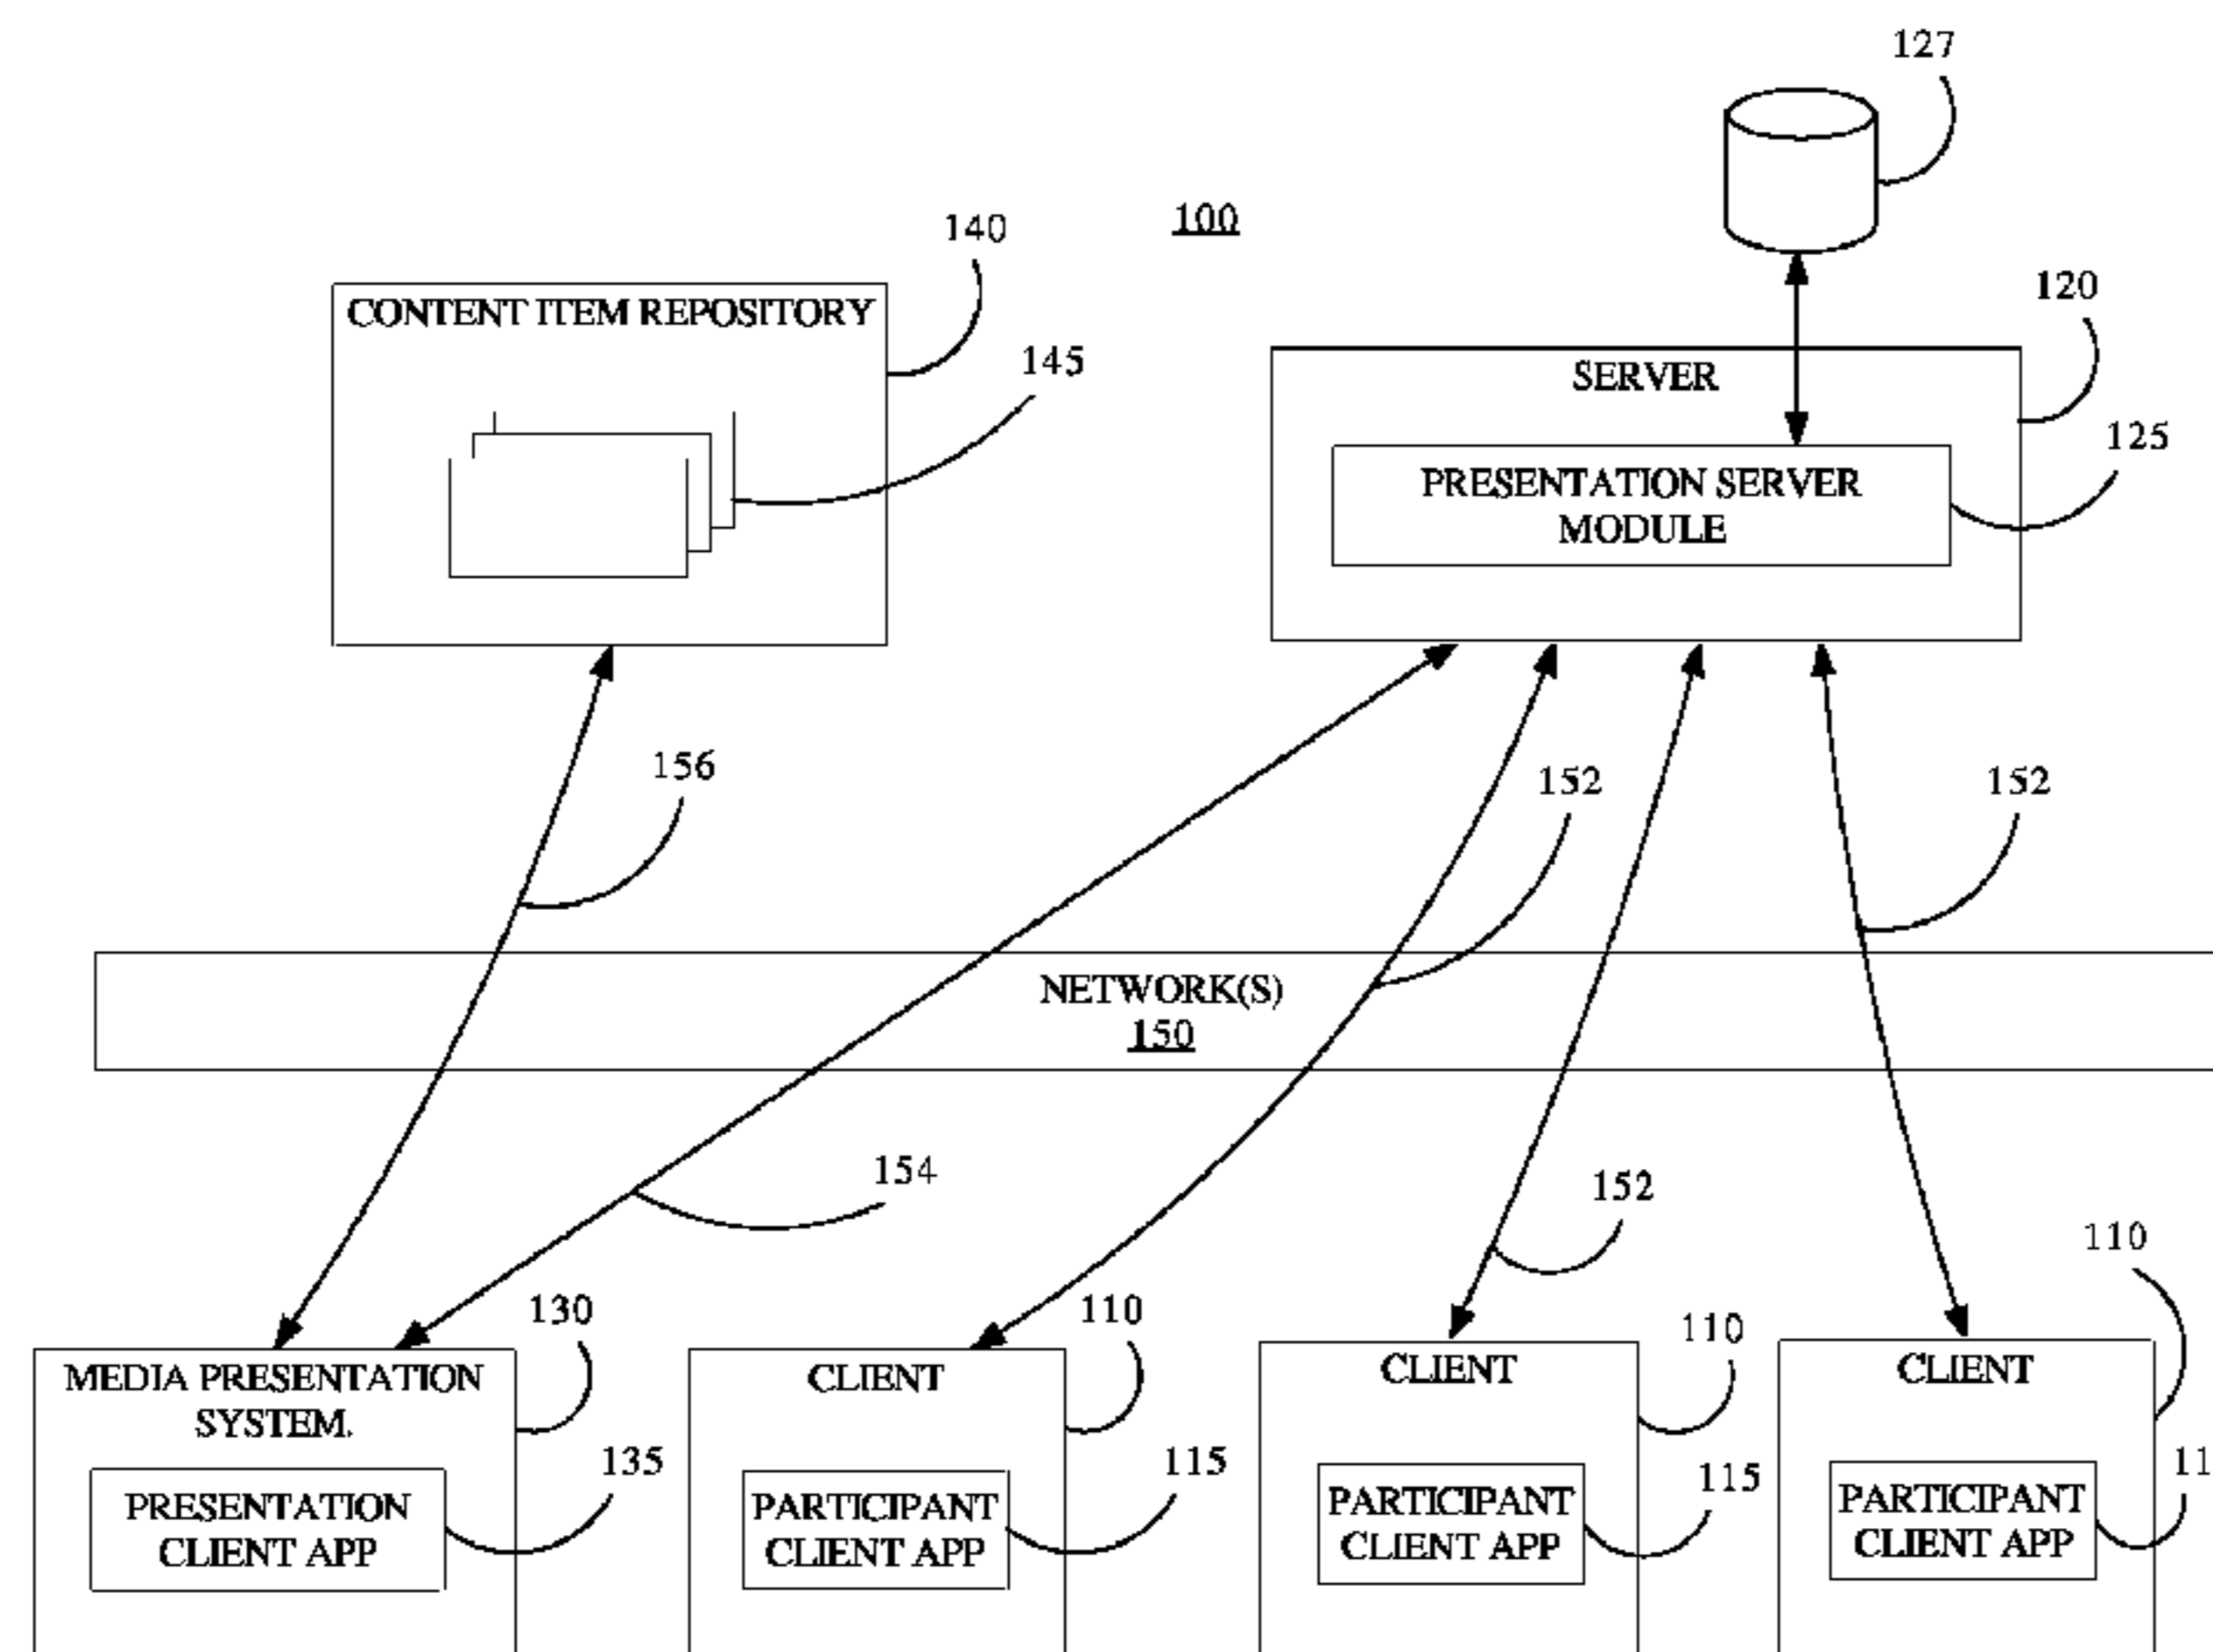 127
100
140
CONTENT ITEM REPOSITORY
145
120
SERVER
125
PRESENTATION SERVER
MODULE
156
152
152
NETWORK(S)
150
154
152
110
130
110
110
MEDIA PRESENTATION
SYSTEM.
CLIENT
CLIENT
CLIENT
135
115
115
11
PRESENTATION
CLIENT APP
PARTICIPANT
CLIENT APP
PARTICIPANT
CLIENT APP
PARTICIPANT
CLIENT APP